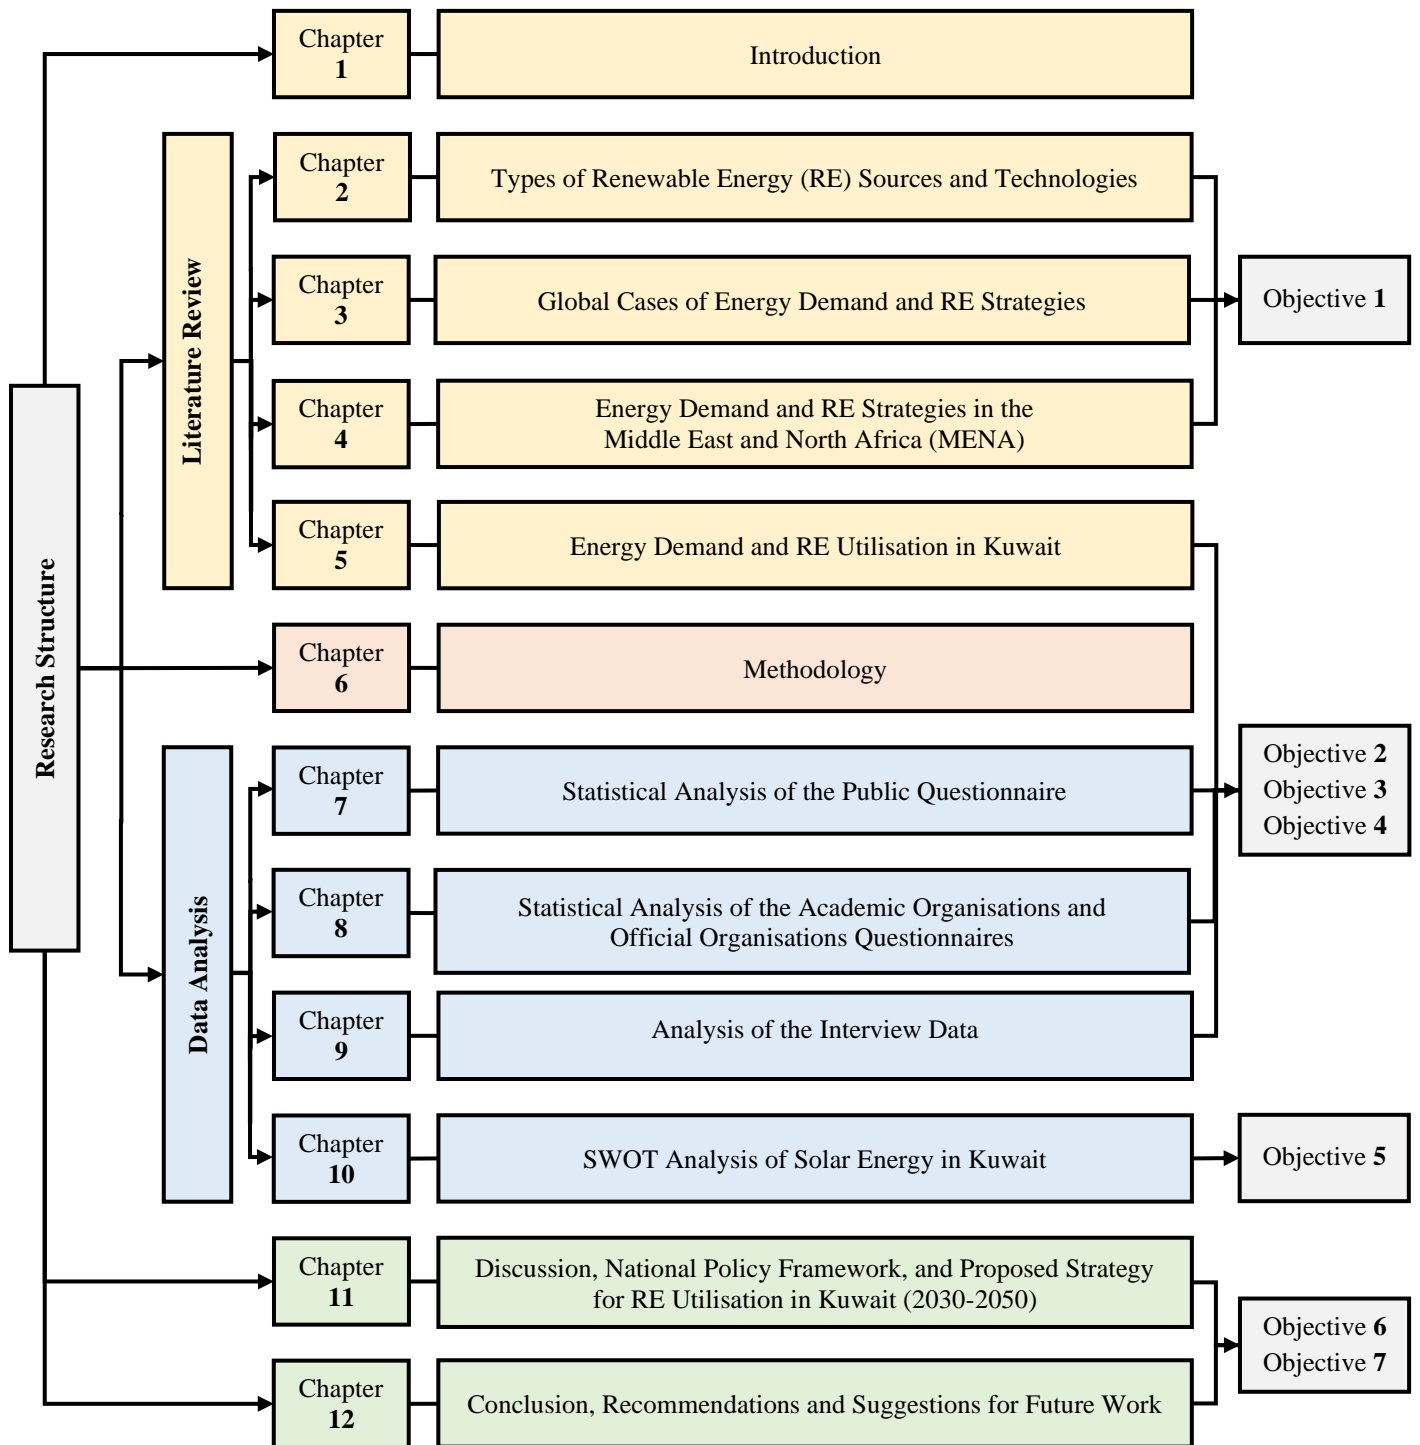 Research Structure
Chapter
1
Introduction
Literature Review
Chapter
2
Types of Renewable Energy (RE) Sources and Technologies
Chapter
3
Global Cases of Energy Demand and RE Strategies
Objective 1
Chapter
4
Energy Demand and RE Strategies in the
Middle East and North Africa (MENA)
Chapter
5
Energy Demand and RE Utilisation in Kuwait
Chapter
6
Methodology
Data Analysis
Chapter
7
Statistical Analysis of the Public Questionnaire
Objective 2
Objective 3
Objective 4
Chapter
8
Statistical Analysis of the Academic Organisations and
Official Organisations Questionnaires
Chapter
9
Analysis of the Interview Data
Chapter
10
SWOT Analysis of Solar Energy in Kuwait
Objective 5
Chapter
11
Discussion, National Policy Framework, and Proposed Strategy
for RE Utilisation in Kuwait (2030-2050)
Objective 6
Objective 7
Chapter
12
Conclusion, Recommendations and Suggestions for Future Work